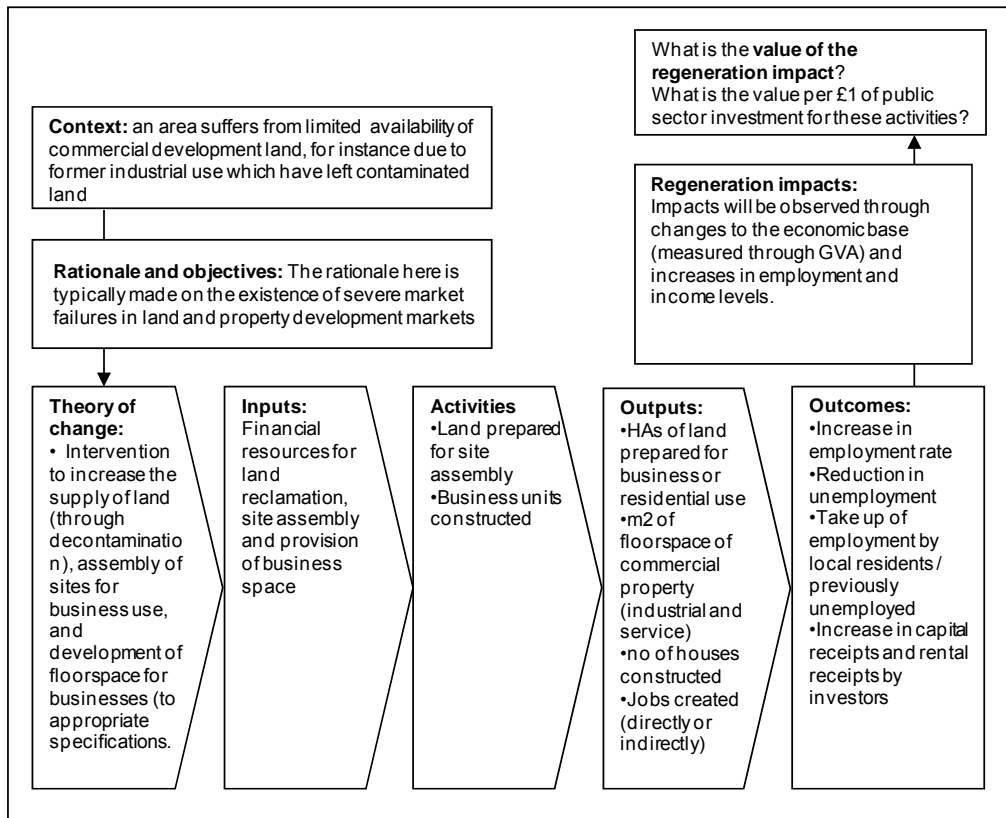 Context: an area suffers from limited availability of
commercial development land, for instance due to
former industrial use which have left contaminated
land
Rationale and objectives: The rationale here is
typically made on the existence of severe market
failures in land and property development markets
Theory of
change:
• Intervention
to increase the
supply of land
(through
decontaminatio
n), assembly of
sites for
business use,
and
development of
floorspace for
businesses (to
appropriate
specifications.
Inputs:
Financial
resources for
land
reclamation,
site assembly
and provision
of business
space
Activities
•Land prepared
for site
assembly
•Business units
constructed
Outputs:
•HAs of land
prepared for
business or
residential use
•m2 of
floorspace of
commercial
property
(industrial and
service)
•no of houses
constructed
•Jobs created
(directly or
indirectly)
Outcomes:
•Increase in
employment rate
•Reduction in
unemployment
•Take up of
employment by
local residents /
previously
unemployed
•Increase in capital
receipts and rental
receipts by
investors
Regeneration impacts:
Impacts will be observed through
changes to the economic base
(measured through GVA) and
increases in employment and
income levels.
What is the value of the
regeneration impact?
What is the value per £1 of public
sector investment for these activities?